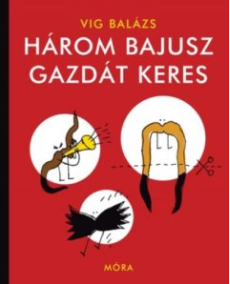 VIG BALÁZS
HÁROM BAJUSZ
GAZDÁT KERES
MÓRA